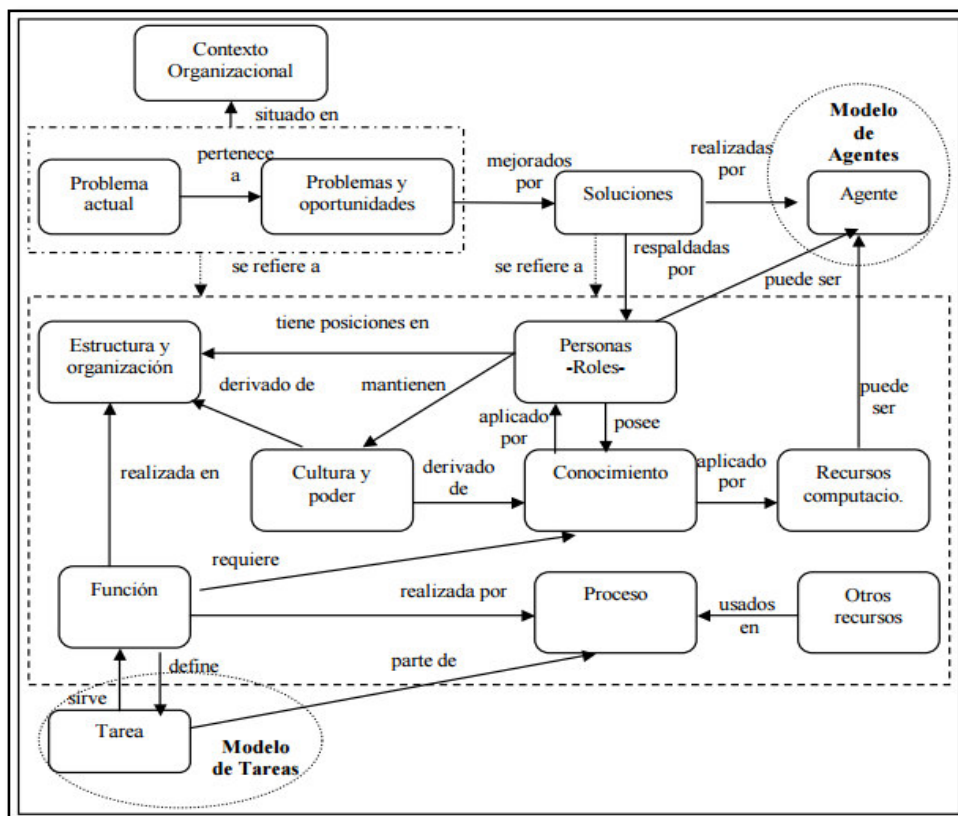 Contexto
Organizacional
situado en
Modelo
de
Agentes
pertenece
a
mejorados
por
realizadas
por
Problema
actual
Problemas y
oportunidades
Soluciones
Agente
se refiere a
se refiere a
respaldadas
por
puede ser
tiene posiciones en
Estructura y
organización
Personas
-Roles-
derivado de
mantienen
aplicado
por
posee
puede
ser
realizada en
Cultura y
poder
derivado
de
Conocimiento
aplicado
por
Recursos
computacio.
requiere
Función
realizada por
Proceso
usados
en
Otros
recursos
define
parte de
sirve
Tarea
Modelo
de Tareas